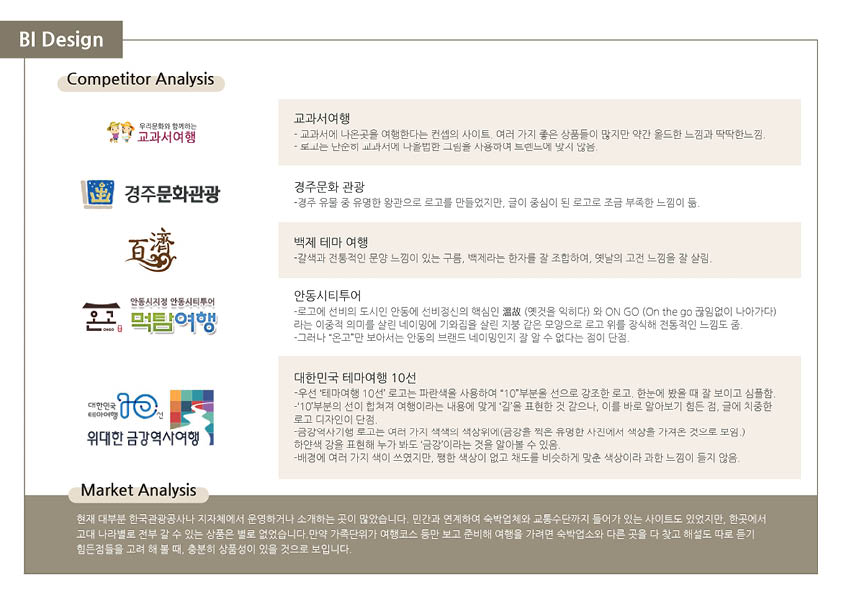 BI Design
Competitor Analysis
우리문화와 함께하는
교과서여행
교과서여행
- 교과서에 나온곳을 여행한다는 컨셉의 사이트. 여러 가지 좋은 상품들이 많지만 약간 올드한 느낌과 딱딱한느낌.
- 로고는 단순히 교과서에 나올법한 그림을 사용하여 트렌드에 맞지 않음.
경주문화관광
경주문화 관광
-경주 유물 중 유명한 왕관으로 로고를 만들었지만, 글이 중심이 된 로고로 조금 부족한 느낌이 듦.
百濟
백제 테마 여행
-갈색과 전통적인 문양 느낌이 있는 구름, 백제라는 한자를 잘 조합하여, 옛날의 고전 느낌을 잘 살림.
온고
ONGO
안동시지정 안동시티투어
먹탐여행
안동시티투어
-로고에 선비의 도시인 안동에 선비정신의 핵심인 溫故 (옛것을 익히다) 와 ON GO (On the go 끊임없이 나아가다)
라는 이중적 의미를 살린 네이밍에 기와집을 살린 지붕 같은 모양으로 로고 위를 장식해 전통적인 느낌도 줌.
-그러나 “온고”만 보아서는 안동의 브랜드 네이밍인지 잘 알 수 없다는 점이 단점.
대한민국
테마여행 10선
위대한 금강역사여행
대한민국 테마여행 10선
-우선 '테마여행 10선' 로고는 파란색을 사용하여 “10”부분을 선으로 강조한 로고. 한눈에 봤을 때 잘 보이고 심플함.
-'10'부분의 선이 합쳐져 여행이라는 내용에 맞게 '길'을 표현한 것 같으나, 이를 바로 알아보기 힘든 점, 글에 치중한
로고 디자인이 단점.
-금강역사기행 로고는 여러 가지 색색의 색상위에(금강을 찍은 유명한 사진에서 색상을 가져온 것으로 보임.)
하얀색 강을 표현해 누가 봐도 '금강'이라는 것을 알아볼 수 있음.
-배경에 여러 가지 색이 쓰였지만, 쨍한 색상이 없고 채도를 비슷하게 맞춘 색상이라 과한 느낌이 들지 않음.
Market Analysis
현재 대부분 한국관광공사나 지자체에서 운영하거나 소개하는 곳이 많았습니다. 민간과 연계하여 숙박업체와 교통수단까지 들어가 있는 사이트도 있었지만, 한곳에서
고대 나라별로 전부 갈 수 있는 상품은 별로 없었습니다.만약 가족단위가 여행코스 등만 보고 준비해 여행을 가려면 숙박업소와 다른 곳을 다 찾고 해설도 따로 듣기
힘든점들을 고려 해 볼 때, 충분히 상품성이 있을 것으로 보입니다.